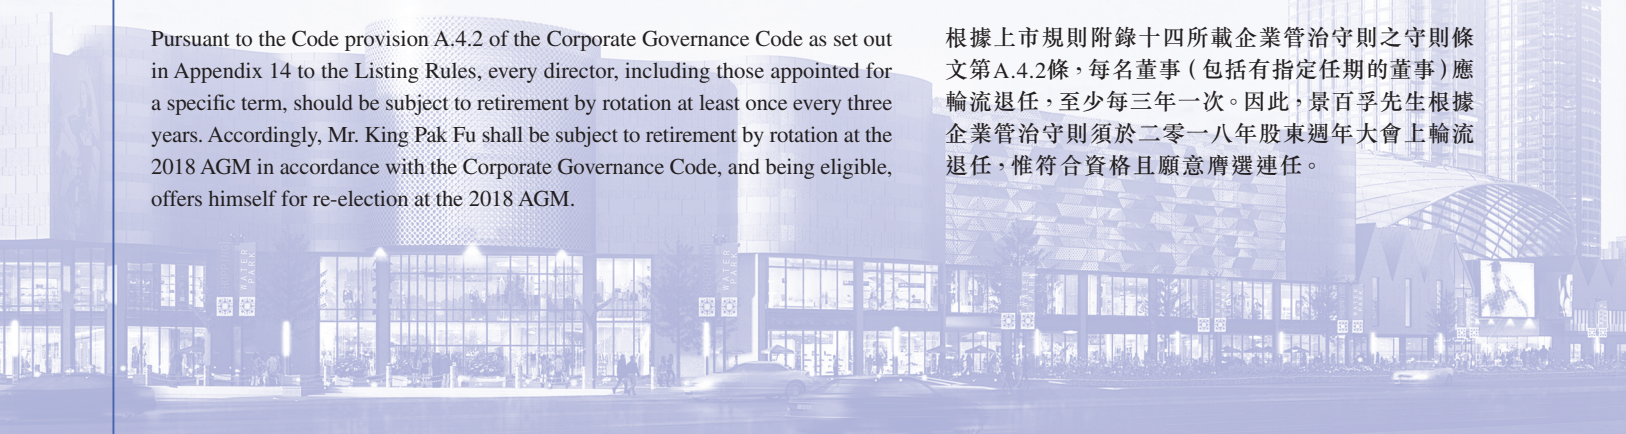 Pursuant to the Code provision A.4.2 of the Corporate Governance Code as set out
in Appendix 14 to the Listing Rules, every director, including those appointed for
a specific term, should be subject to retirement by rotation at least once every three
years. Accordingly, Mr. King Pak Fu shall be subject to retirement by rotation at the
2018 AGM in accordance with the Corporate Governance Code, and being eligible,
offers himself for re-election at the 2018 AGM.
根據上市規則附錄十四所載企業管治守則之守則條
文第A.4.2條，每名董事（包括有指定任期的董事）應
輪流退任，至少每三年一次。因此，景百孚先生根據
企業管治守則須於二零一八年股東週年大會上輪流
退任，惟符合資格且願意膺選連任。
WATER
PARK
WATER
PARK